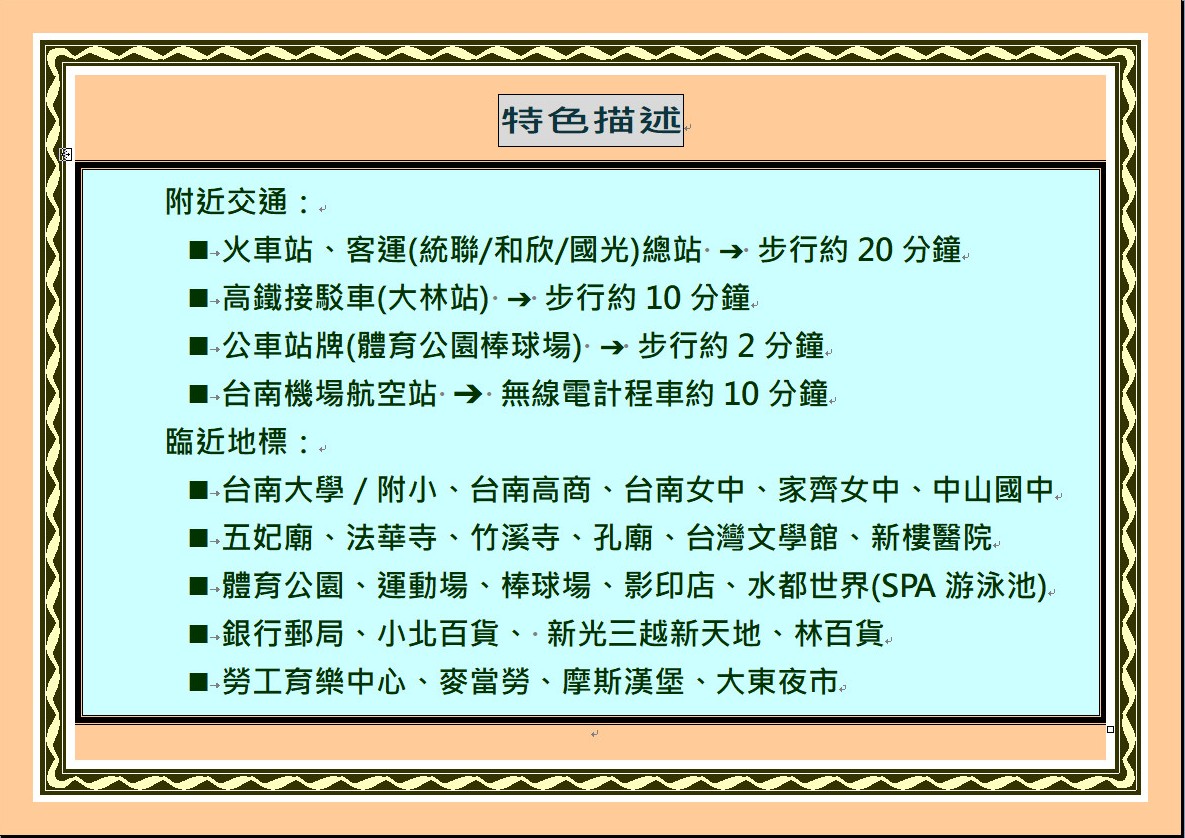 特色描述
附近交通：
■火車站、客運(統聯/和欣/國光)總站 ➔ 步行約 20 分鐘
■高鐵接駁車(大林站) ➔ 步行約 10 分鐘
■公車站牌(體育公園棒球場) ➔ 步行約 2 分鐘
■台南機場航空站 ➔ 無線電計程車約 10 分鐘
臨近地標：
■台南大學 / 附小、台南高商、台南女中、家齊女中、中山國中
■五妃廟、法華寺、竹溪寺、孔廟、台灣文學館、新樓醫院
■體育公園、運動場、棒球場、影印店、水都世界(SPA 游泳池)
■銀行郵局、小北百貨、 新光三越新天地、林百貨
■勞工育樂中心、麥當勞、摩斯漢堡、大東夜市